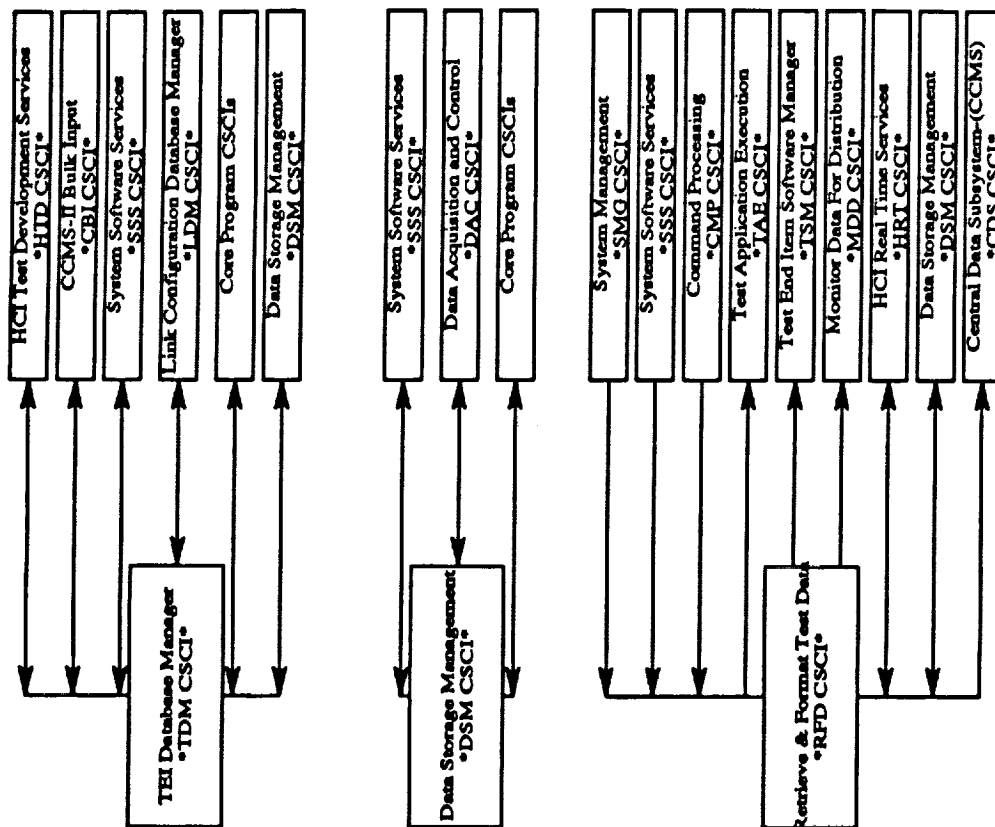 HCI Test Development Services
*HTD CSCI*
CCMS-II Bulk Input
*CBI CSCI*
System Software Services
*SSS CSCI*
Link Configuration Database Manager
*LDM CSCI*
Core Program CSCIs
Data Storage Management
*DSM CSCI*
TEI Database Manager
*TDM CSCI*
System Software Services
*SSS CSCI*
Data Acquisition and Control
*DAC CSCI*
Core Program CSCIs
Data Storage Management
*DSM CSCI*
System Management
*SMG CSCI*
System Software Services
*SSS CSCI*
Command Processing
*CMP CSCI*
Test Application Execution
*TAE CSCI*
Test End Item Software Manager
*TSM CSCI*
Monitor Data For Distribution
*MDD CSCI*
HCI Real Time Services
*HRT CSCI*
Data Storage Management
*DSM CSCI*
Central Data Subsystem-(CCMS)
*CDS CSCI*
Retrieve & Format Test Data
*RFD CSCI*